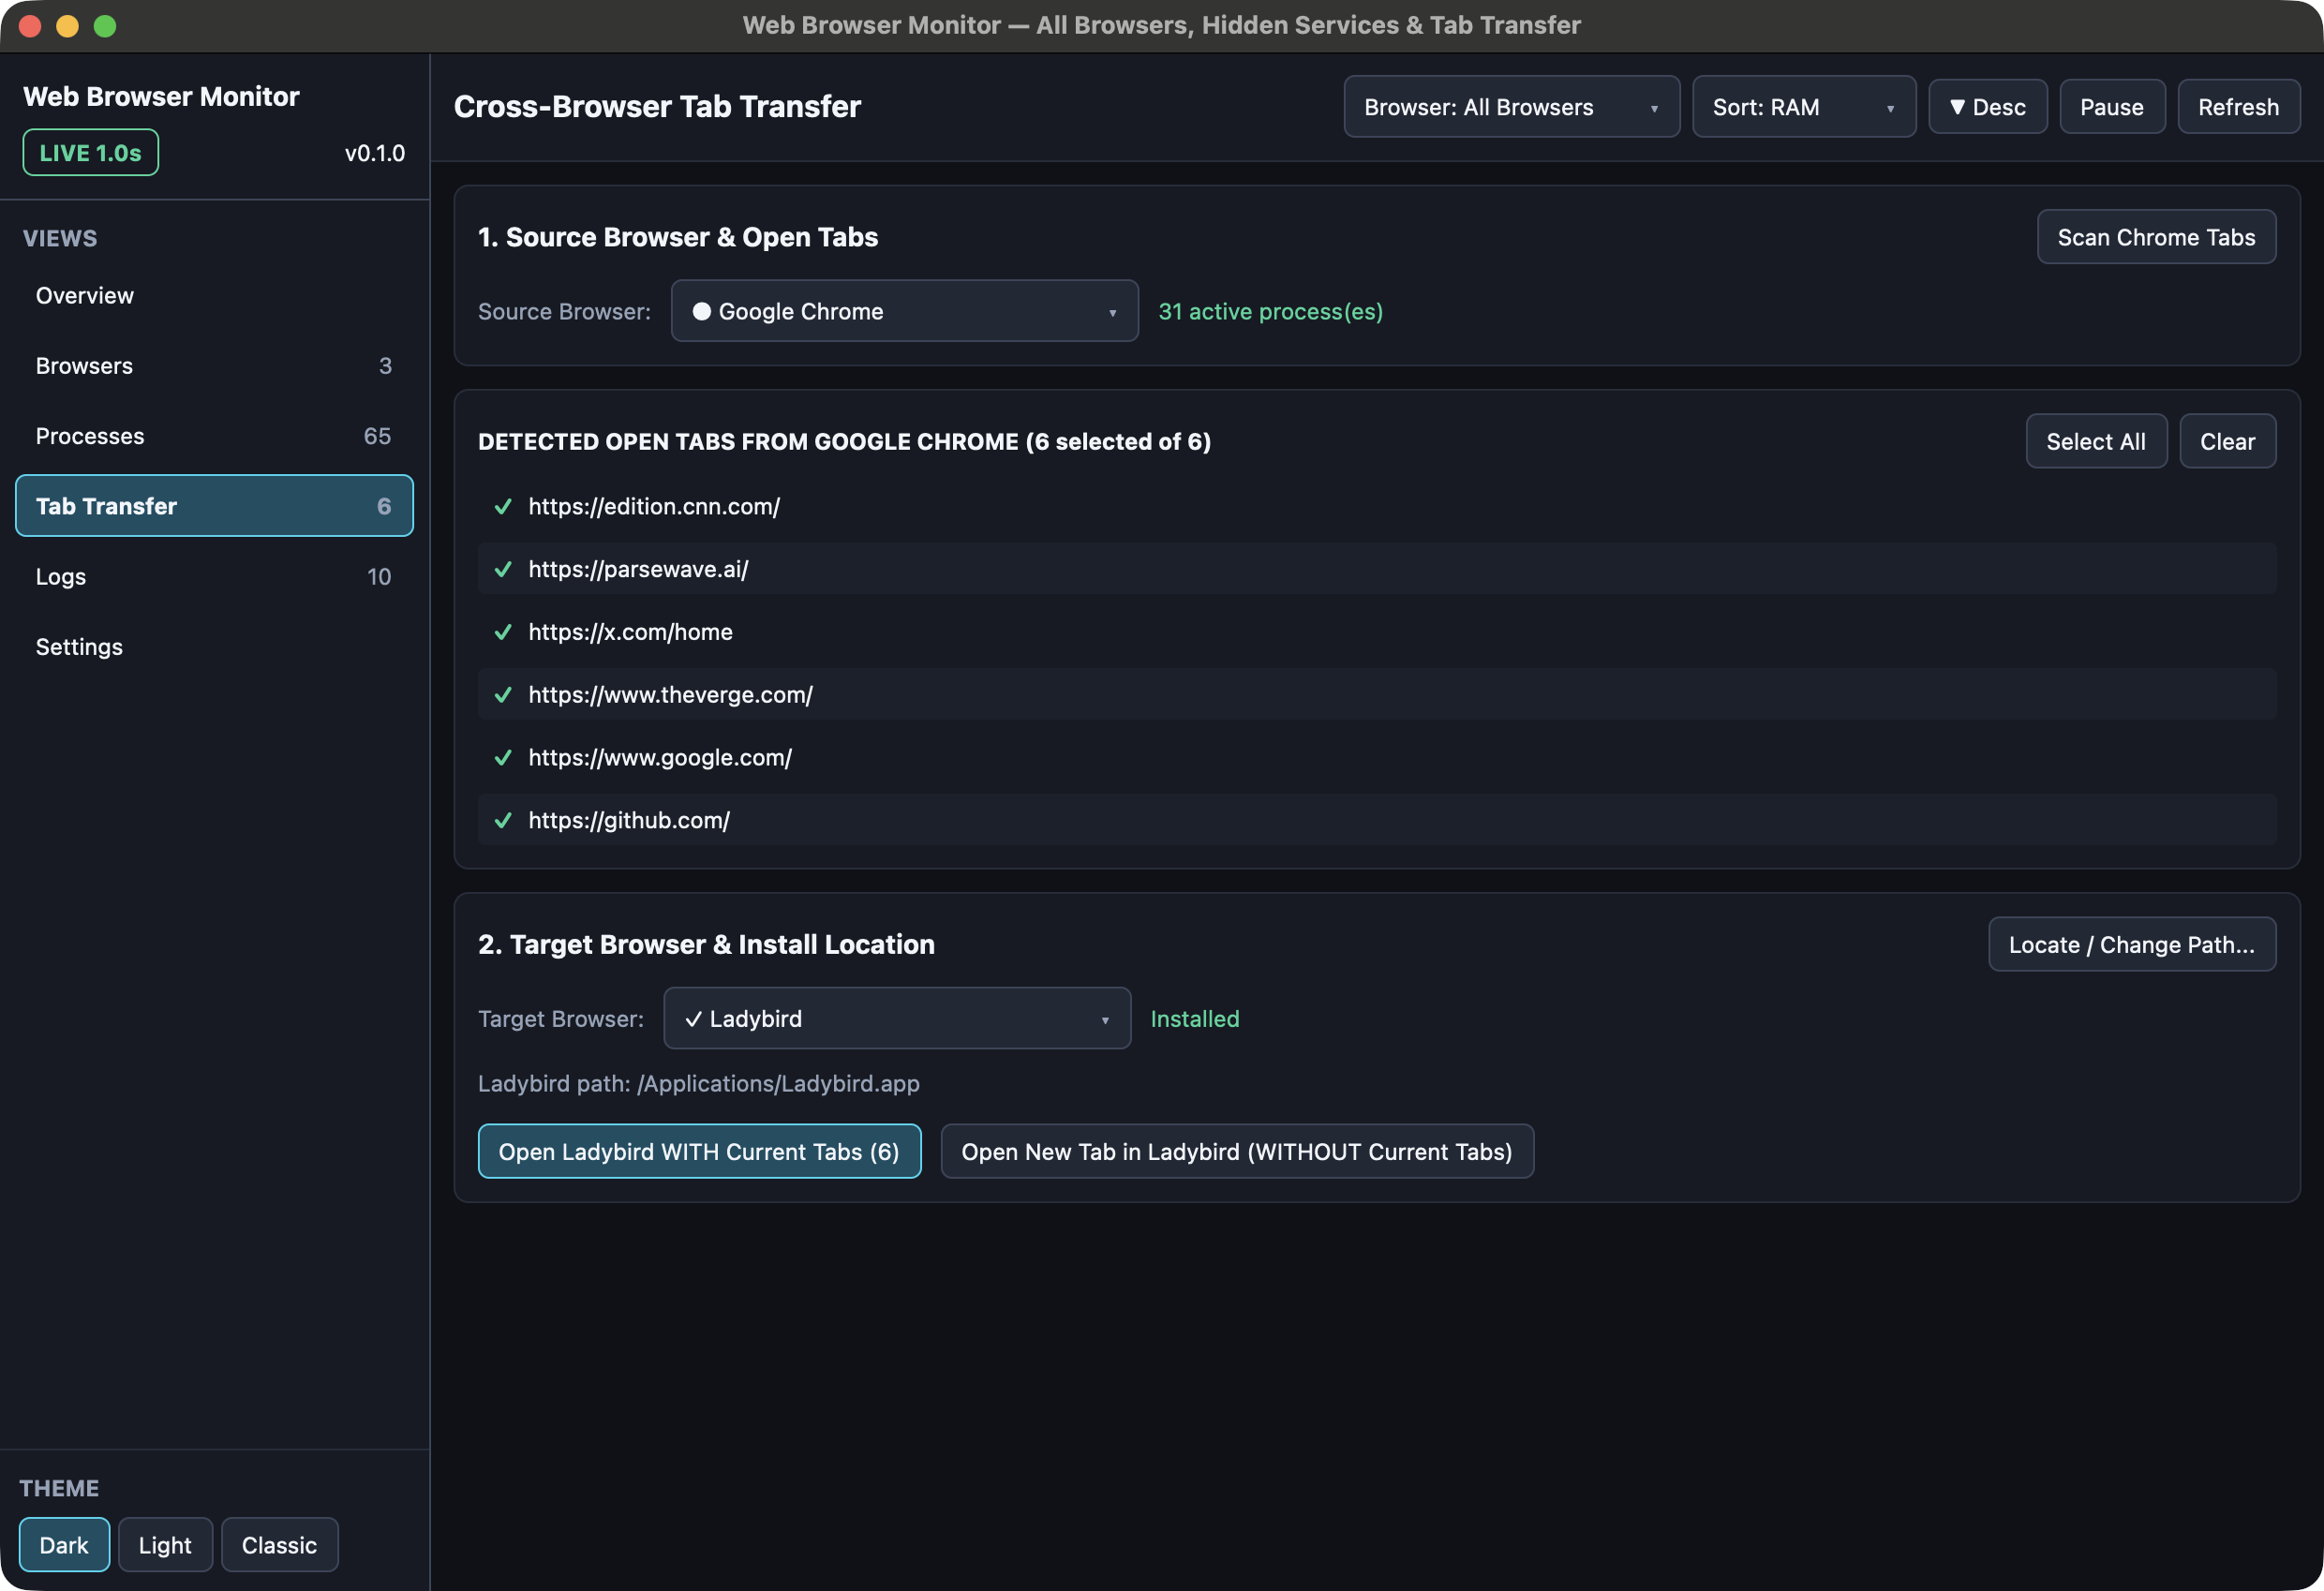 Web Browser Monitor — All Browsers, Hidden Services & Tab Transfer
Web Browser Monitor
LIVE 1.0s
v0.1.0
VIEWS
Overview
Browsers 3
Processes 65
Tab Transfer 6
Logs 10
Settings
THEME
Dark Light Classic
Cross-Browser Tab Transfer
Browser: All Browsers ▾
Sort: RAM ▾
▼ Desc
Pause
Refresh
1. Source Browser & Open Tabs
Scan Chrome Tabs
Source Browser: ● Google Chrome ▾ 31 active process(es)
DETECTED OPEN TABS FROM GOOGLE CHROME (6 selected of 6)
Select All
Clear
✓ https://edition.cnn.com/
✓ https://parsewave.ai/
✓ https://x.com/home
✓ https://www.theverge.com/
✓ https://www.google.com/
✓ https://github.com/
2. Target Browser & Install Location
Locate / Change Path...
Target Browser: ✓ Ladybird ▾ Installed
Ladybird path: /Applications/Ladybird.app
Open Ladybird WITH Current Tabs (6)
Open New Tab in Ladybird (WITHOUT Current Tabs)